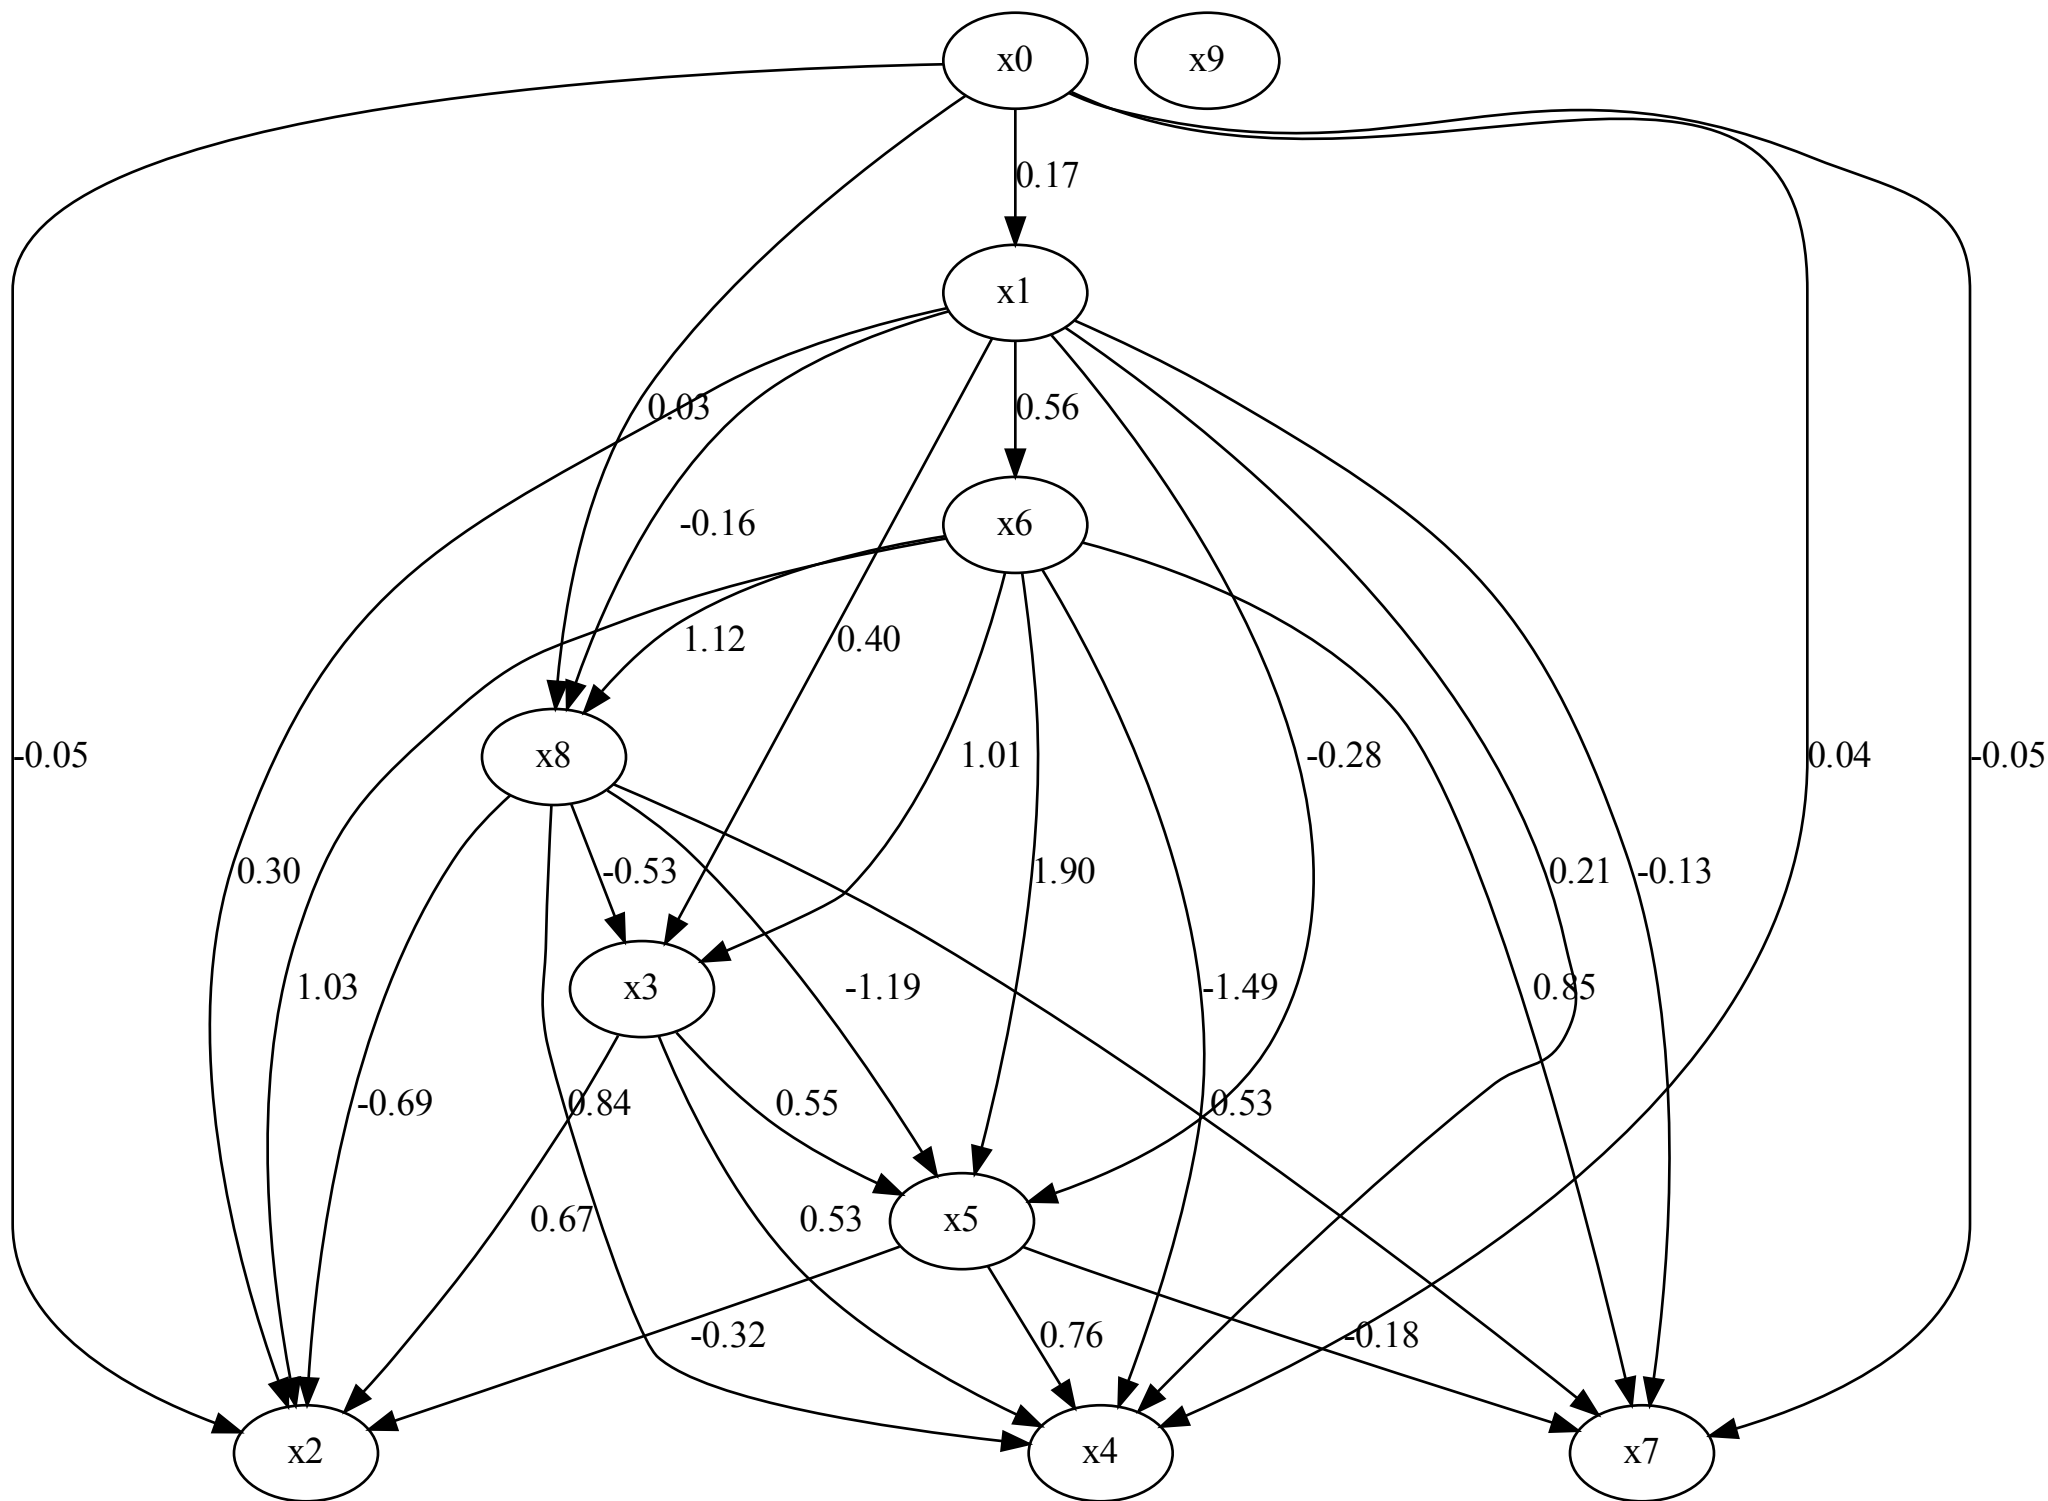 x0 x9
0.17
x1
0.03 0.56
-0.16 x6
1.12 0.40
-0.05 x8 1.01 -0.28 0.04 -0.05
0.30 -0.53 1.90 0.21 -0.13
1.03 x3 -1.19 -1.49 0.85
-0.69 0.84 0.55 0.53
0.67 0.53 x5
-0.32 0.76 -0.18
x2 x4 x7